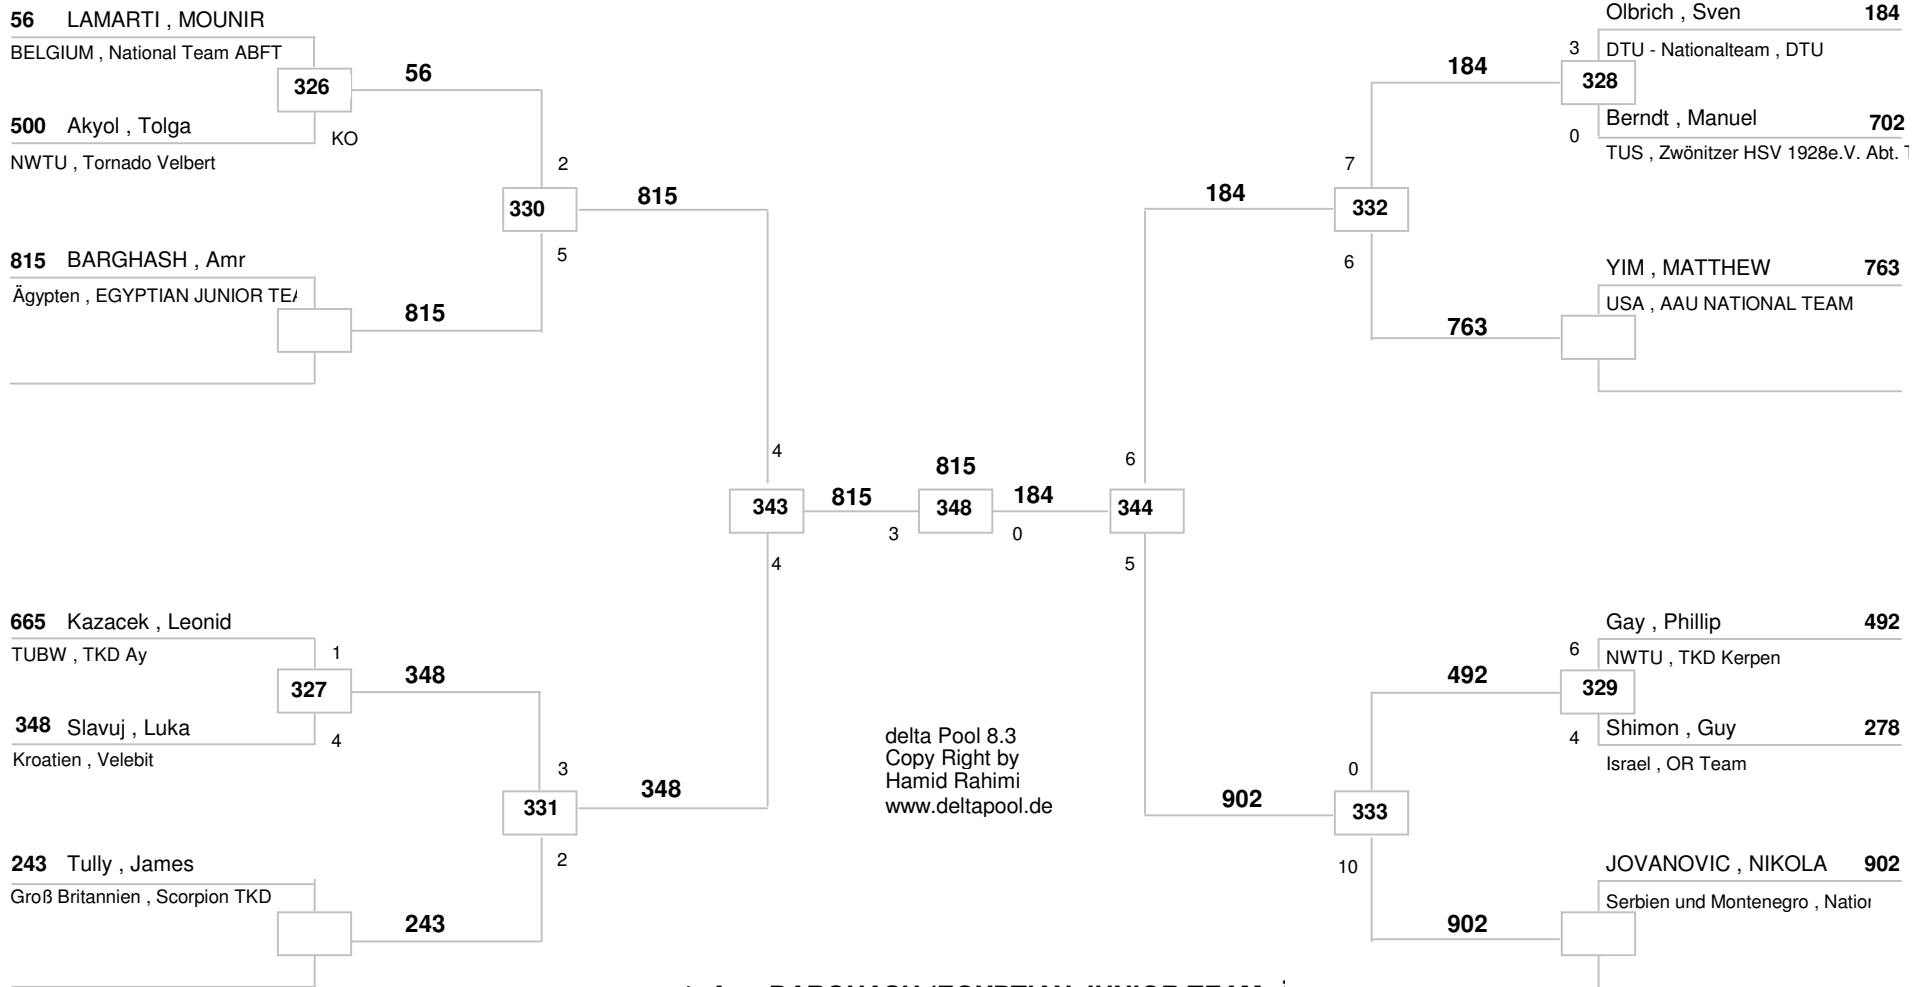 56 LAMARTI , MOUNIR
BELGIUM , National Team ABFT
326
56
500 Akyol , Tolga
KO
NWTU , Tornado Velbert
2
330
815
5
815 BARGHASH , Amr
Ägypten , EGYPTIAN JUNIOR TEA
815
4
343
815
3
4
815
348
184
0
665 Kazacek , Leonid
TUBW , TKD Ay
1
327
348
348 Slavuj , Luka
4
Kroatien , Velebit
3
331
348
2
243 Tully , James
Groß Britannien , Scorpion TKD
243
delta Pool 8.3
Copy Right by
Hamid Rahimi
www.deltapool.de
Olbrich , Sven 184
3
DTU - Nationalteam , DTU
184
328
Berndt , Manuel 702
0
TUS , Zwönitzer HSV 1928e.V. Abt. T
7
184
332
6
YIM , MATTHEW 763
USA , AAU NATIONAL TEAM
763
6
344
5
Gay , Phillip 492
6
NWTU , TKD Kerpen
492
329
Shimon , Guy 278
4
Israel , OR Team
0
902
333
10
JOVANOVIC , NIKOLA 902
Serbien und Montenegro , Nation
902